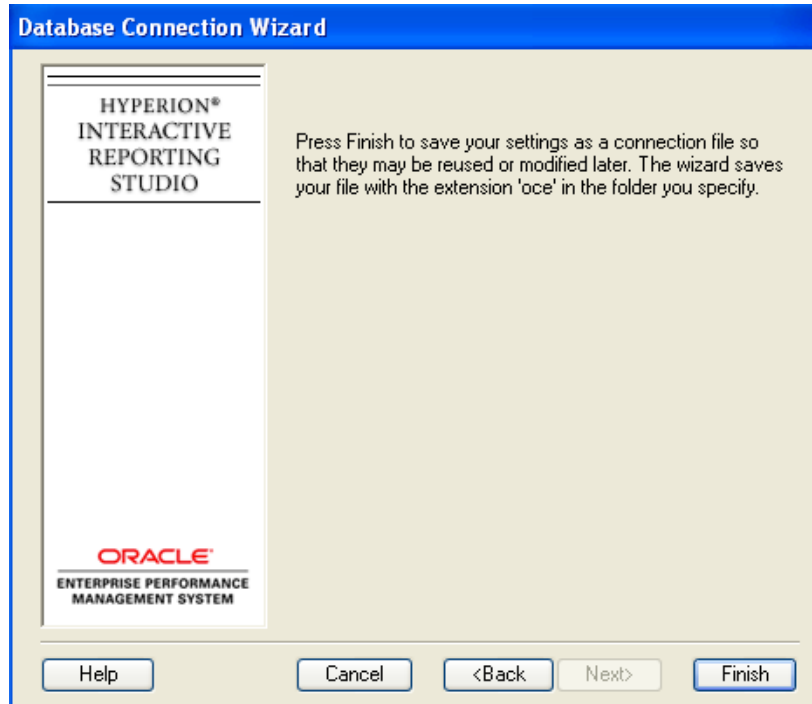 Database Connection Wizard
HYPERION®
INTERACTIVE
REPORTING
STUDIO
Press Finish to save your settings as a connection file so
that they may be reused or modified later. The wizard saves
your file with the extension 'oce' in the folder you specify.
ORACLE®
ENTERPRISE PERFORMANCE
MANAGEMENT SYSTEM
Help
Cancel
<Back
Next>
Finish